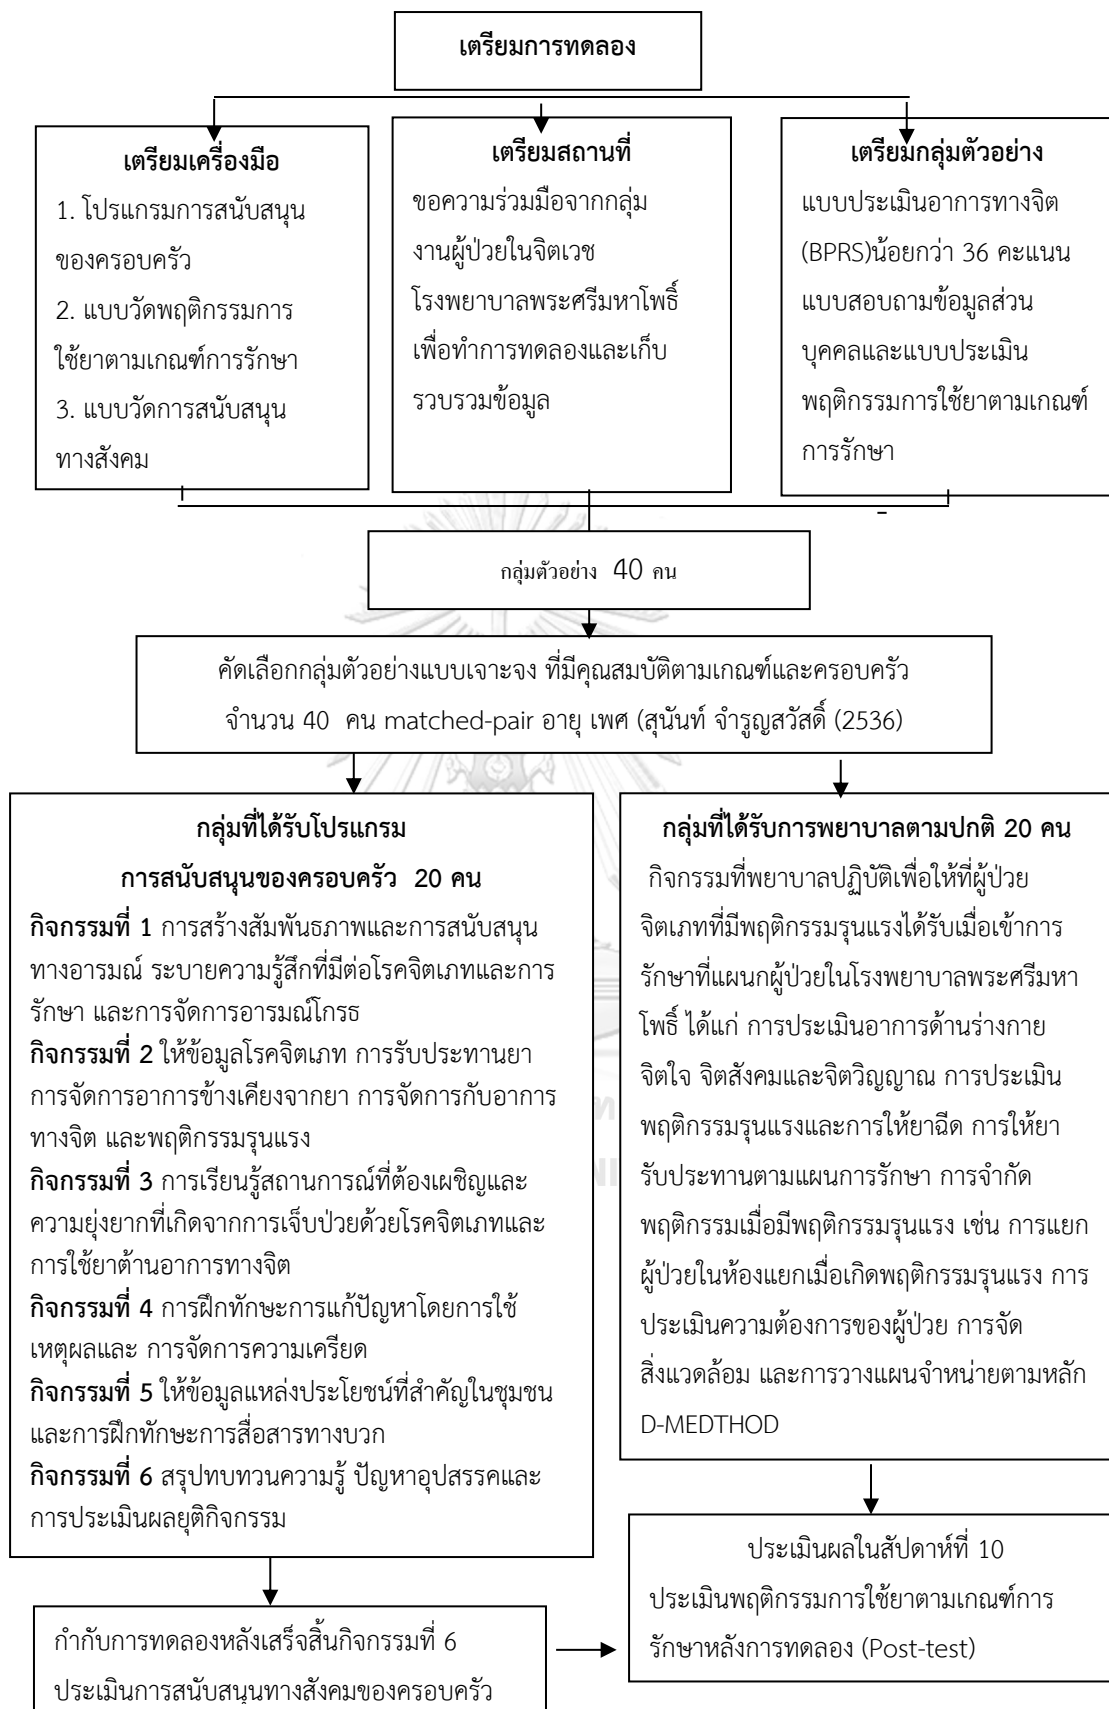 เตรียมการทดลอง
เตรียมเครื่องมือ
1. โปรแกรมการสนับสนุน
ของครอบครัว
2. แบบวัดพฤติกรรมการ
ใช้ยาตามเกณฑ์การรักษา
3. แบบวัดการสนับสนุน
ทางสังคม
เตรียมสถานที่
ขอความร่วมมือจากกลุ่ม
งานผู้ป่วยในจิตเวช
โรงพยาบาลพระศรีมหาโพธิ์
เพื่อทำการทดลองและเก็บ
รวบรวมข้อมูล
เตรียมกลุ่มตัวอย่าง
แบบประเมินอาการทางจิต
(BPRS)น้อยกว่า 36 คะแนน
แบบสอบถามข้อมูลส่วน
บุคคลและแบบประเมิน
พฤติกรรมการใช้ยาตามเกณฑ์
การรักษา
กลุ่มตัวอย่าง 40 คน
คัดเลือกกลุ่มตัวอย่างแบบเจาะจง ที่มีคุณสมบัติตามเกณฑ์และครอบครัว
จำนวน 40 คน matched-pair อายุ เพศ (สุนันท์ จำรูญสวัสดิ์ (2536)
กลุ่มที่ได้รับโปรแกรม
การสนับสนุนของครอบครัว 20 คน
กิจกรรมที่ 1 การสร้างสัมพันธภาพและการสนับสนุน
ทางอารมณ์ ระบายความรู้สึกที่มีต่อโรคจิตเภทและการ
รักษา และการจัดการอารมณ์โกรธ
กิจกรรมที่ 2 ให้ข้อมูลโรคจิตเภท การรับประทานยา
การจัดการอาการข้างเคียงจากยา การจัดการกับอาการ
ทางจิต และพฤติกรรมรุนแรง
กิจกรรมที่ 3 การเรียนรู้สถานการณ์ที่ต้องเผชิญและ
ความยุ่งยากที่เกิดจากการเจ็บป่วยด้วยโรคจิตเภทและ
การใช้ยาต้านอาการทางจิต
กิจกรรมที่ 4 การฝึกทักษะการแก้ปัญหาโดยการใช้
เหตุผลและ การจัดการความเครียด
กิจกรรมที่ 5 ให้ข้อมูลแหล่งประโยชน์ที่สำคัญในชุมชน
และการฝึกทักษะการสื่อสารทางบวก
กิจกรรมที่ 6 สรุปทบทวนความรู้ ปัญหาอุปสรรคและ
การประเมินผลยุติกิจกรรม
กลุ่มที่ได้รับการพยาบาลตามปกติ 20 คน
กิจกรรมที่พยาบาลปฏิบัติเพื่อให้ที่ผู้ป่วย
จิตเภทที่มีพฤติกรรมรุนแรงได้รับเมื่อเข้าการ
รักษาที่แผนกผู้ป่วยในโรงพยาบาลพระศรีมหา
โพธิ์ ได้แก่ การประเมินอาการด้านร่างกาย
จิตใจ จิตสังคมและจิตวิญญาณ การประเมิน
พฤติกรรมรุนแรงและการให้ยาฉีด การให้ยา
รับประทานตามแผนการรักษา การจำกัด
พฤติกรรมเมื่อมีพฤติกรรมรุนแรง เช่น การแยก
ผู้ป่วยในห้องแยกเมื่อเกิดพฤติกรรมรุนแรง การ
ประเมินความต้องการของผู้ป่วย การจัด
สิ่งแวดล้อม และการวางแผนจำหน่ายตามหลัก
D-MEDTHOD
กำกับการทดลองหลังเสร็จสิ้นกิจกรรมที่ 6
ประเมินการสนับสนุนทางสังคมของครอบครัว
ประเมินผลในสัปดาห์ที่ 10
ประเมินพฤติกรรมการใช้ยาตามเกณฑ์การ
รักษาหลังการทดลอง (Post-test)